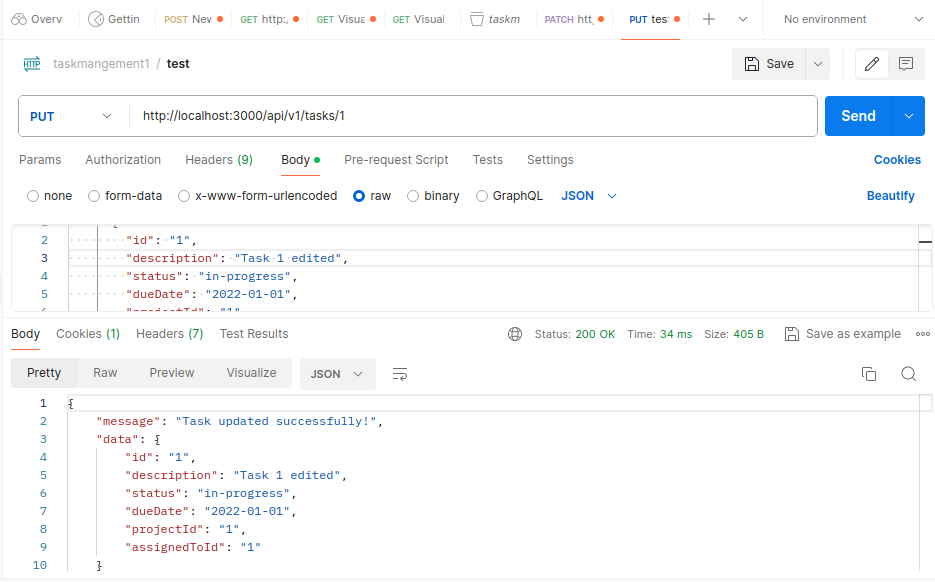 Overvi Gettin POST Nev GET http:, GET Visua GET Visual taskm PATCH htt PUT tes No environment
HTTP taskmangement1 / test Save
PUT http://localhost:3000/api/v1/tasks/1 Send
Params Authorization Headers (9) Body Pre-request Script Tests Settings Cookies
none form-data x-www-form-urlencoded raw binary GraphQL JSON Beautify
2 "id": "1",
3 "description": "Task 1 edited",
4 "status": "in-progress",
5 "dueDate": "2022-01-01",
6 "projectId": "1"
Body Cookies (1) Headers (7) Test Results Status: 200 OK Time: 34 ms Size: 405 B Save as example
Pretty Raw Preview Visualize JSON
1 {
2 "message": "Task updated successfully!",
3 "data": {
4 "id": "1",
5 "description": "Task 1 edited",
6 "status": "in-progress",
7 "dueDate": "2022-01-01",
8 "projectId": "1",
9 "assignedToId": "1"
10 }